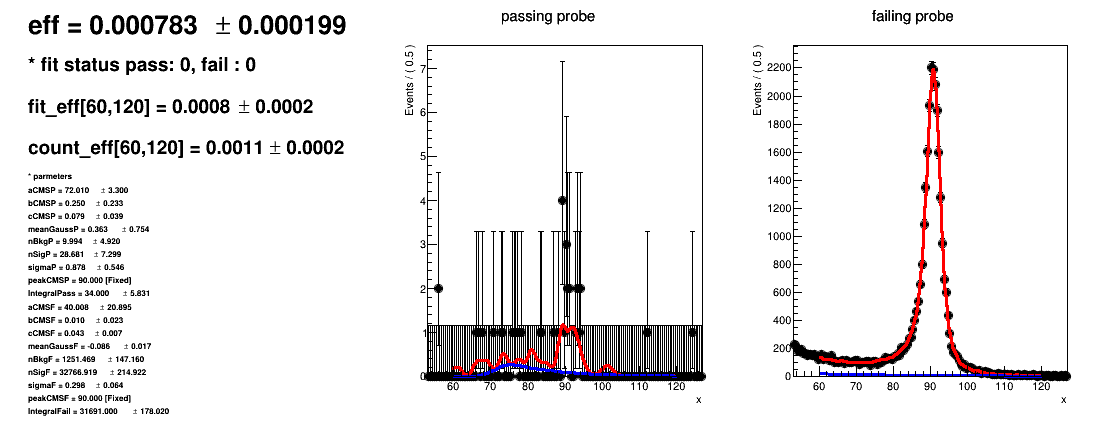 eff = 0.000783 ± 0.000199
* fit status pass: 0, fail : 0
fit_eff[60,120] = 0.0008 ± 0.0002
count_eff[60,120] = 0.0011 ± 0.0002
* parmeters
aCMSP = 72.010 ± 3.300
bCMSP = 0.250 ± 0.233
cCMSP = 0.079 ± 0.039
meanGaussP = 0.363 ± 0.754
nBkgP = 9.994 ± 4.920
nSigP = 28.681 ± 7.299
sigmaP = 0.878 ± 0.546
peakCMSP = 90.000 [Fixed]
IntegralPass = 34.000 ± 5.831
aCMSF = 40.008 ± 20.895
bCMSF = 0.010 ± 0.023
cCMSF = 0.043 ± 0.007
meanGaussF = -0.086 ± 0.017
nBkgF = 1251.469 ± 147.160
nSigF = 32766.919 ± 214.922
sigmaF = 0.298 ± 0.064
peakCMSF = 90.000 [Fixed]
IntegralFail = 31691.000 ± 178.020
passing probe
Events / ( 0.5 )
7
6
5
4
3
2
1
0
60 70 80 90 100 110 120
x
failing probe
Events / ( 0.5 )
2200
2000
1800
1600
1400
1200
1000
800
600
400
200
0
60 70 80 90 100 110 120
x